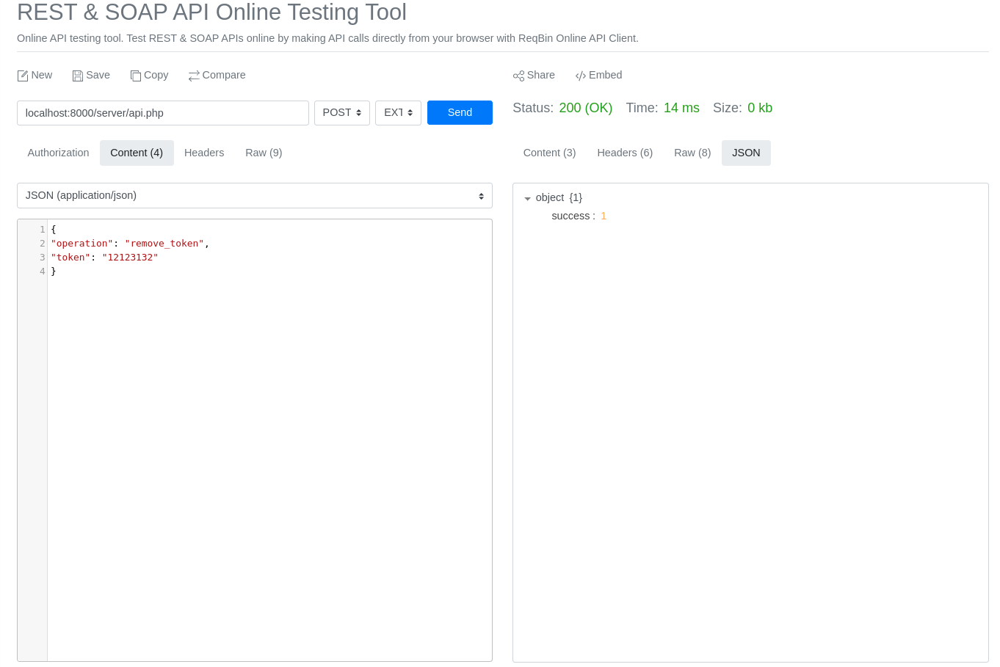 REST & SOAP API Online Testing Tool
Online API testing tool. Test REST & SOAP APIs online by making API calls directly from your browser with ReqBin Online API Client.
New Save Copy Compare
localhost:8000/server/api.php POST EXT Send
Authorization Content (4) Headers Raw (9)
JSON (application/json)
1 {
2 "operation": "remove_token",
3 "token": "12123132"
4 }
Share Embed
Status: 200 (OK) Time: 14 ms Size: 0 kb
Content (3) Headers (6) Raw (8) JSON
object {1}
success : 1